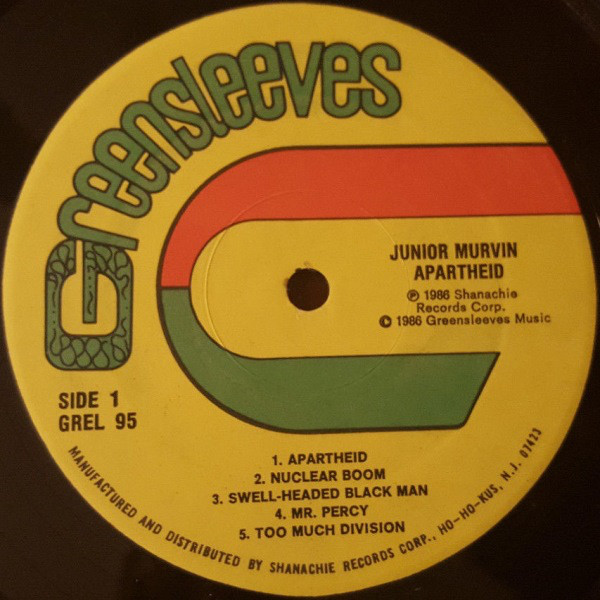 Greensleeves
JUNIOR MURVIN
APARTHEID
℗ 1986 Shanachie
Records Corp.
© 1986 Greensleeves Music
SIDE 1
GREL 95
1. APARTHEID
2. NUCLEAR BOOM
3. SWELL-HEADED BLACK MAN
4. MR. PERCY
5. TOO MUCH DIVISION
MANUFACTURED AND DISTRIBUTED BY SHANACHIE RECORDS CORP., HO-HO-KUS, N.J. 07423